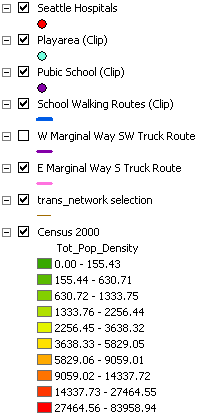 Seattle Hospitals
Playarea (Clip)
Pubic School (Clip)
School Walking Routes (Clip)
W Marginal Way SW Truck Route
E Marginal Way S Truck Route
trans_network selection
Census 2000
Tot_Pop_Density
0.00 - 155.43
155.44 - 630.71
630.72 - 1333.75
1333.76 - 2256.44
2256.45 - 3638.32
3638.33 - 5829.05
5829.06 - 9059.01
9059.02 - 14337.72
14337.73 - 27464.55
27464.56 - 83958.94